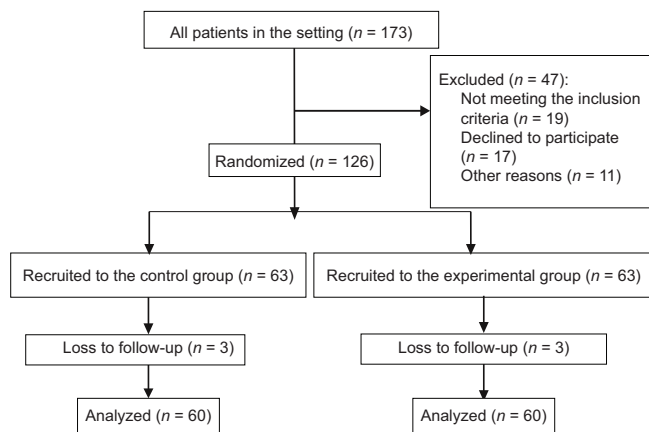 All patients in the setting (n = 173)
Excluded (n = 47):
Not meeting the inclusion
criteria (n = 19)
Declined to participate
(n = 17)
Other reasons (n = 11)
Randomized (n = 126)
Recruited to the control group (n = 63)
Recruited to the experimental group (n = 63)
Loss to follow-up (n = 3)
Loss to follow-up (n = 3)
Analyzed (n = 60)
Analyzed (n = 60)